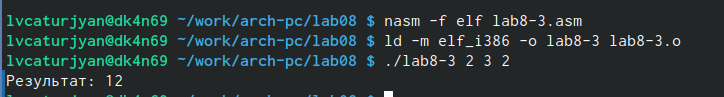 lvcaturjyan@dk4n69 ~/work/arch-pc/lab08 $ nasm -f elf lab8-3.asm
lvcaturjyan@dk4n69 ~/work/arch-pc/lab08 $ ld -m elf_i386 -o lab8-3 lab8-3.o
lvcaturjyan@dk4n69 ~/work/arch-pc/lab08 $ ./lab8-3 2 3 2
Результат: 12
lvcaturjyan@dk4n69 ~/work/arch-pc/lab08 $